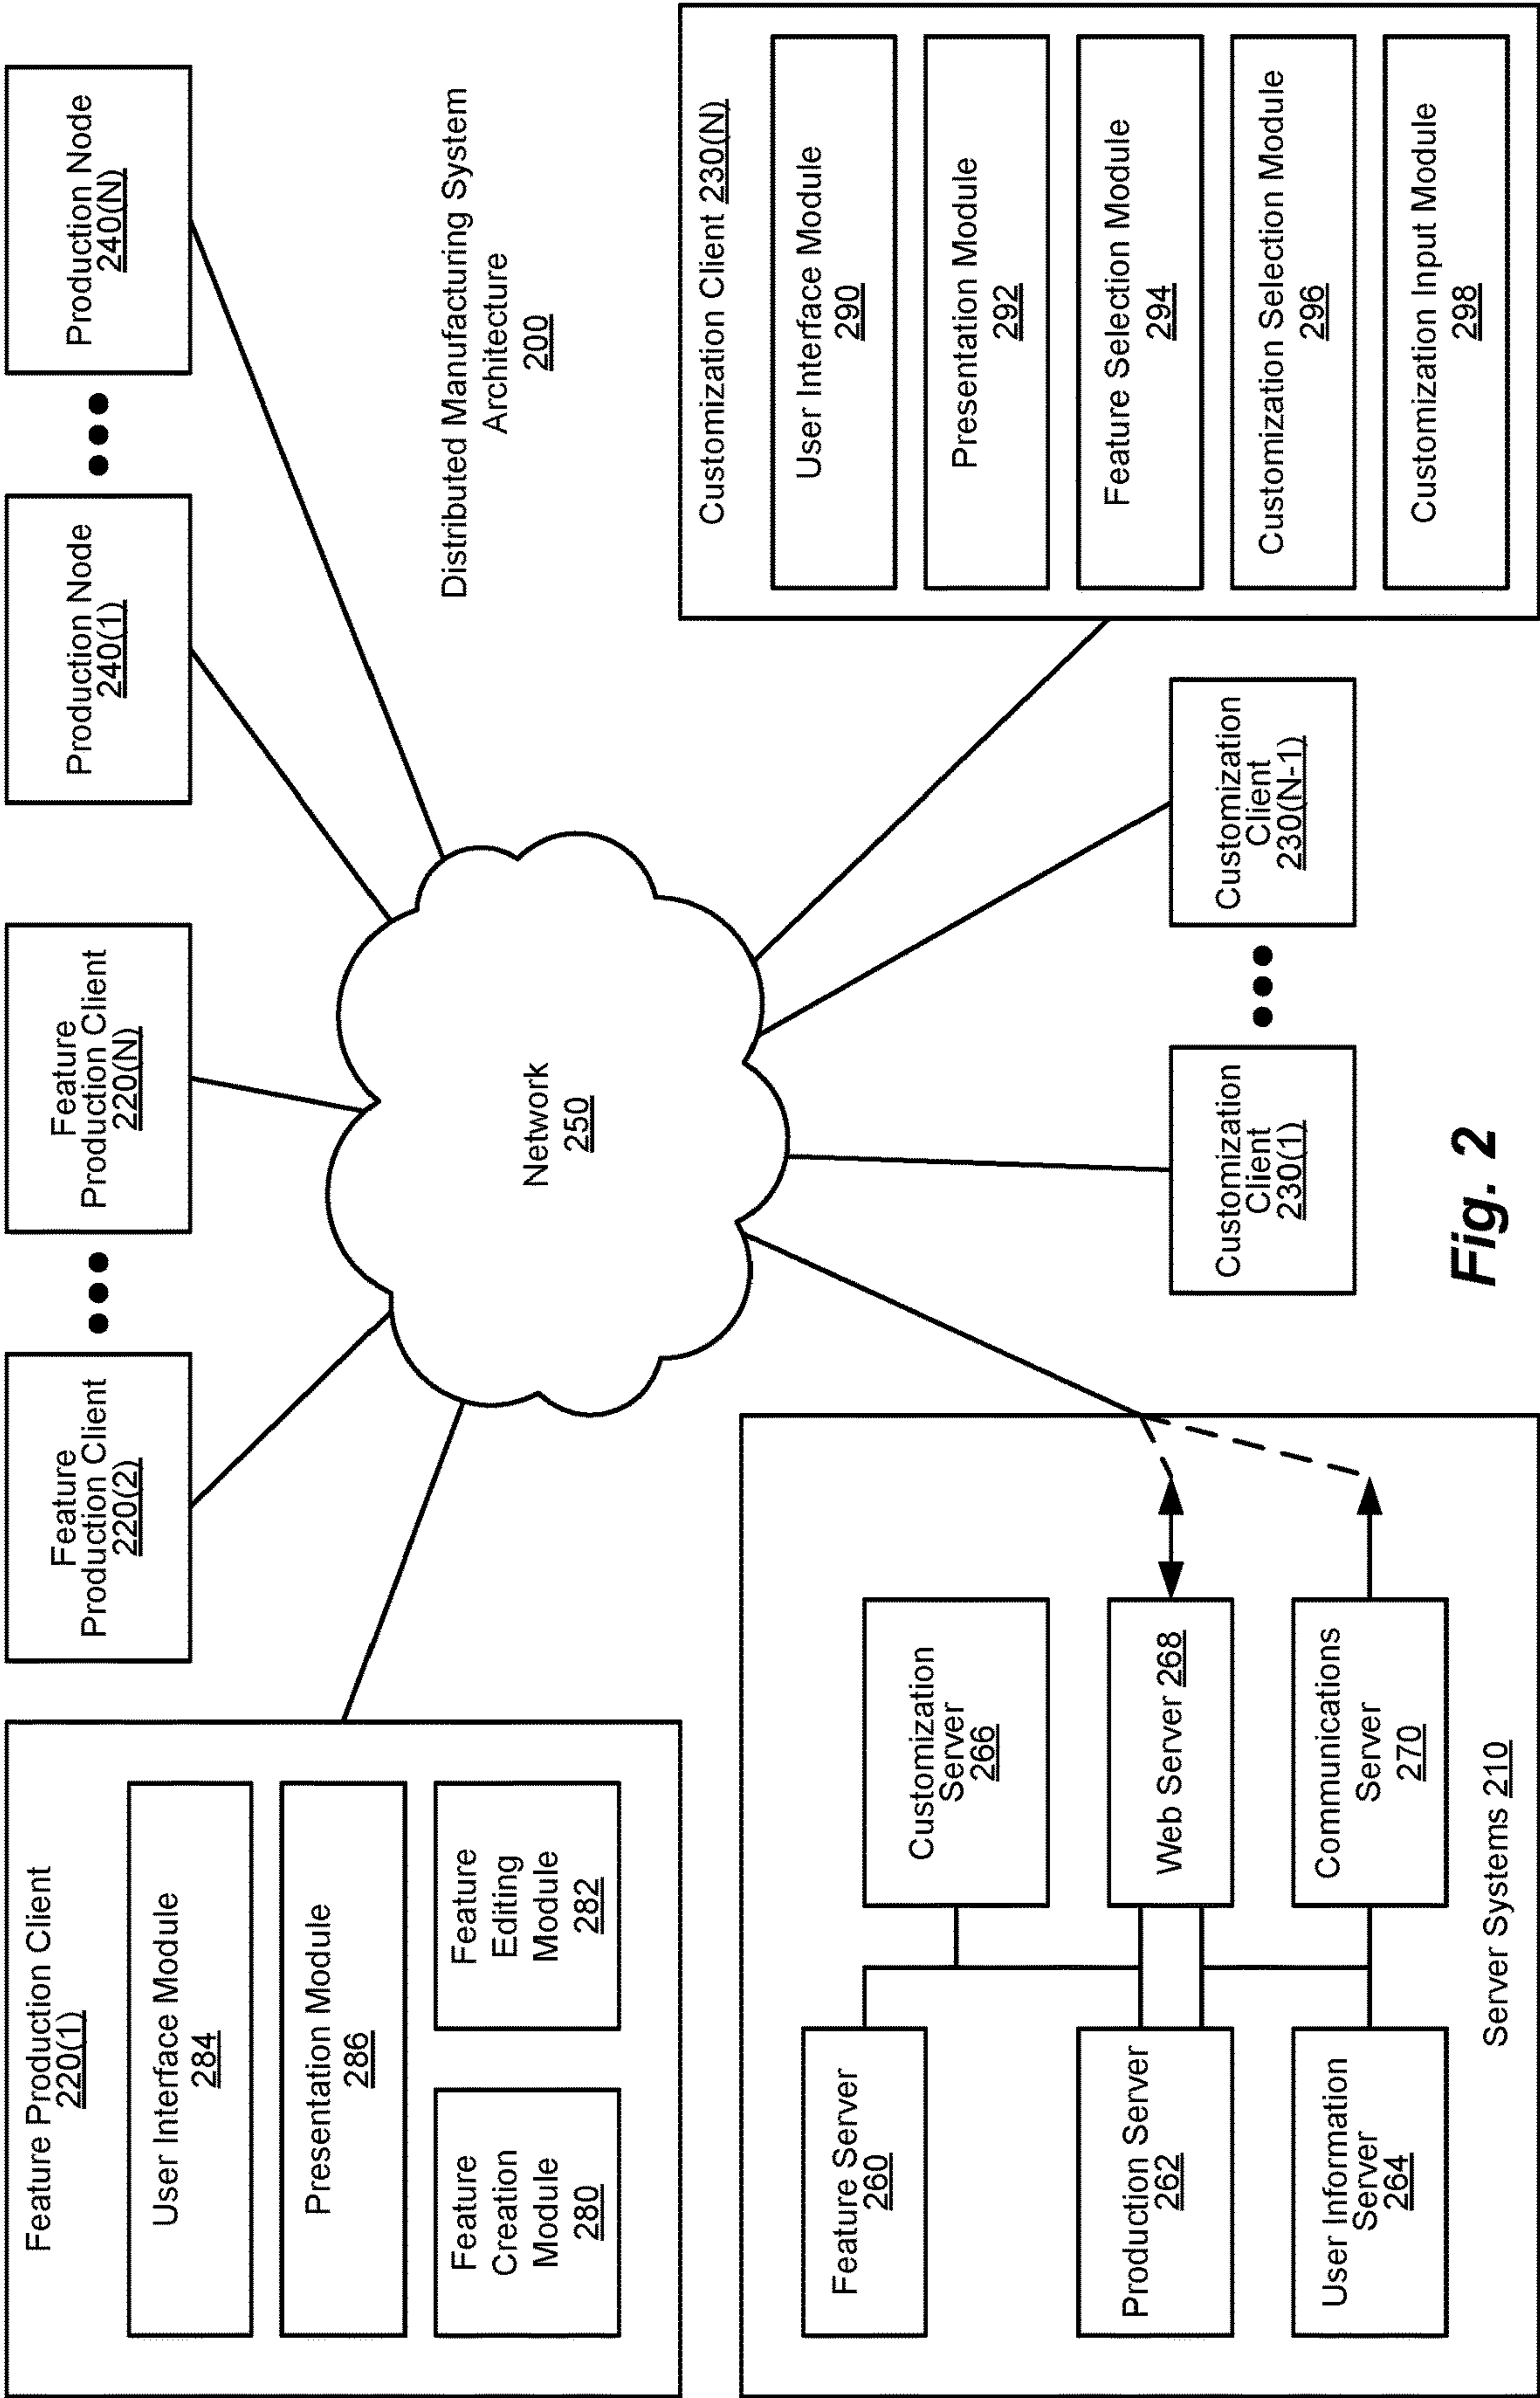 Feature Production Client
220(1)
User Interface Module
284
Presentation Module
286
Feature
Creation
Module
280
Feature
Editing
Module
282
Feature
Production Client
220(2)
Feature
Production Client
220(N)
Production Node
240(1)
Production Node
240(N)
Network
250
Distributed Manufacturing System
Architecture
200
Feature Server
260
Production Server
262
User Information
Server
264
Customization
Server
266
Web Server 268
Communications
Server
270
Server Systems 210
Customization
Client
230(1)
Customization
Client
230(N-1)
Customization Client 230(N)
User Interface Module
290
Presentation Module
292
Feature Selection Module
294
Customization Selection Module
296
Customization Input Module
298
Fig. 2